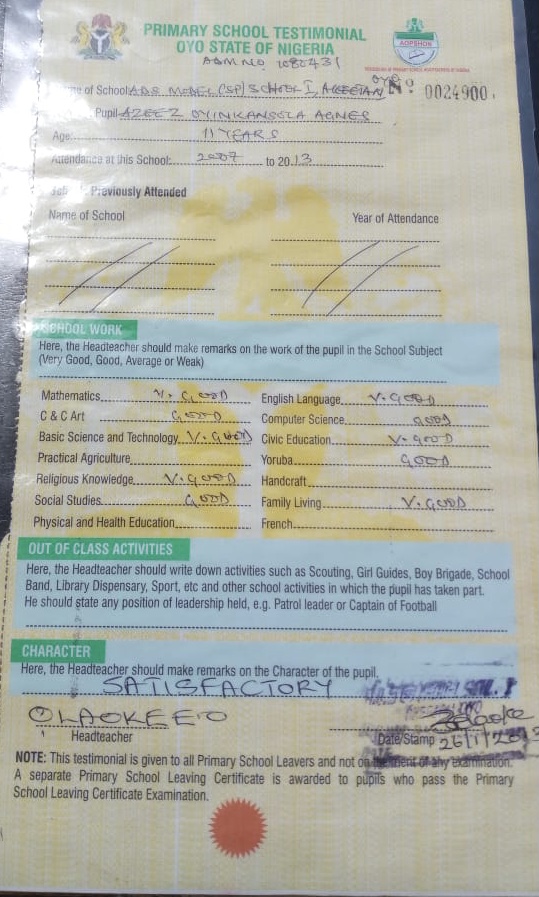 PRIMARY SCHOOL TESTIMONIAL
OYO STATE OF NIGERIA
ADM NO 1080431
AOPSHON
Name of School A.D.S. MODEL (SP) SCHOOL I, OYO No 0024900
Pupil AZEEZ OYINKANSOLA AGNES
Age 11 YEARS
Attendance at this School: 2007 to 2013
Previously Attended
Name of School Year of Attendance
SCHOOL WORK
Here, the Headteacher should make remarks on the work of the pupil in the School Subject
(Very Good, Good, Average or Weak)
Mathematics V. GOOD English Language V. GOOD
C & C Art GOOD Computer Science GOOD
Basic Science and Technology V. GOOD Civic Education V. GOOD
Practical Agriculture Yoruba GOOD
Religious Knowledge V. GOOD Handcraft
Social Studies GOOD Family Living V. GOOD
Physical and Health Education French
OUT OF CLASS ACTIVITIES
Here, the Headteacher should write down activities such as Scouting, Girl Guides, Boy Brigade, School
Band, Library Dispensary, Sport, etc and other school activities in which the pupil has taken part.
He should state any position of leadership held, e.g. Patrol leader or Captain of Football
CHARACTER
Here, the Headteacher should make remarks on the Character of the pupil.
SATISFACTORY
OLAOKE E O
Headteacher Date/Stamp
NOTE: This testimonial is given to all Primary School Leavers and not on of any examination.
A separate Primary School Leaving Certificate is awarded to pupils who pass the Primary
School Leaving Certificate Examination.